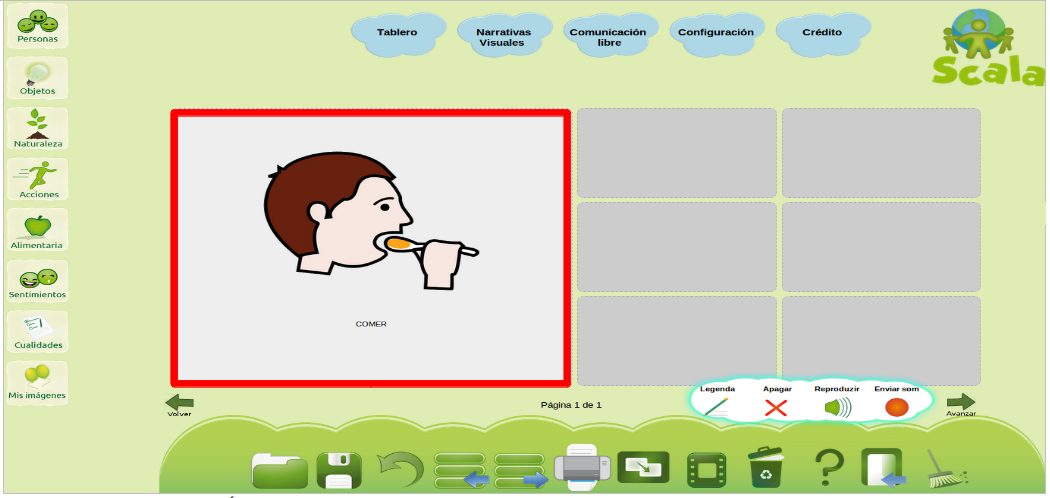 Personas
Objetos
Naturaleza
Acciones
Alimentaria
Sentimientos
Cualidades
Mis imágenes
Tablero
Narrativas
Visuales
Comunicación
libre
Configuración
Crédito
Scala
COMER
Legenda
Apagar
Reproduzir
Enviar som
Volver
Página 1 de 1
Avanzar
?